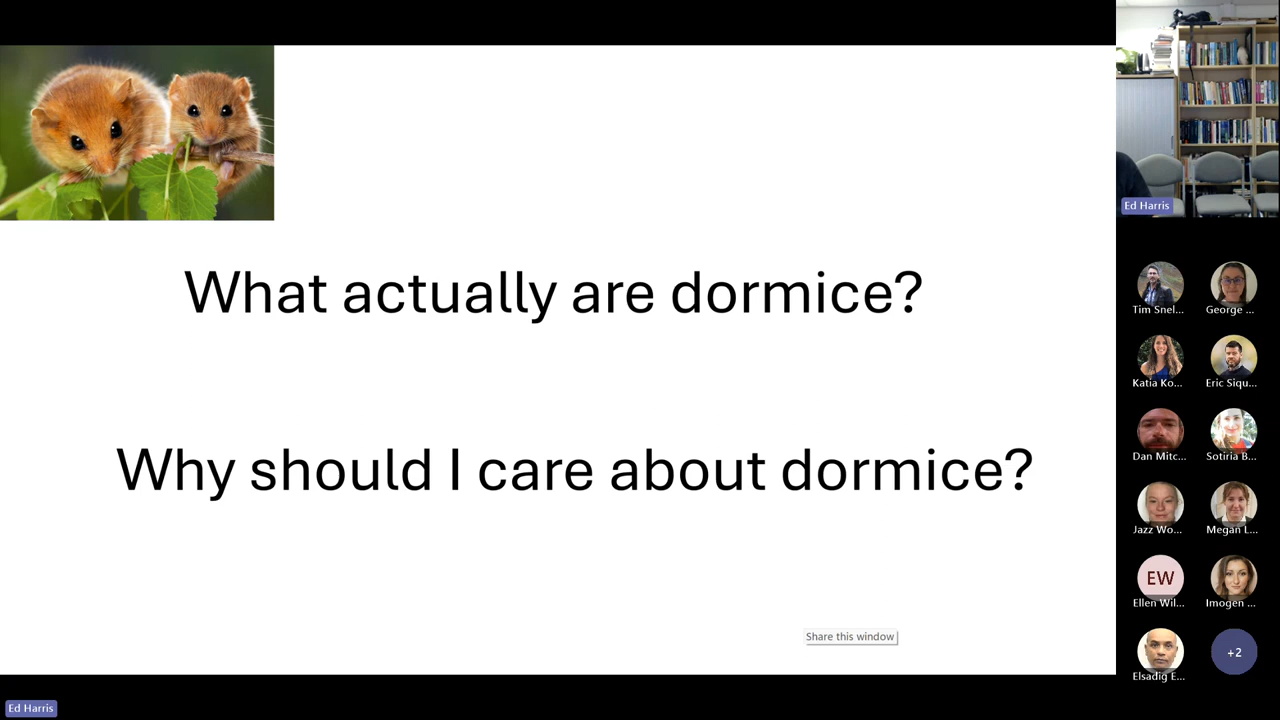 What actually are dormice?
Why should I care about dormice?
Share this window
Ed Harris
Ed Harris
Tim Snel...
George ...
Katia Ko...
Eric Siqu...
Dan Mitc...
Sotiria B...
Jazz Wo...
Megan L...
EW
Ellen Wil...
Imogen ...
Elsadig E...
+2